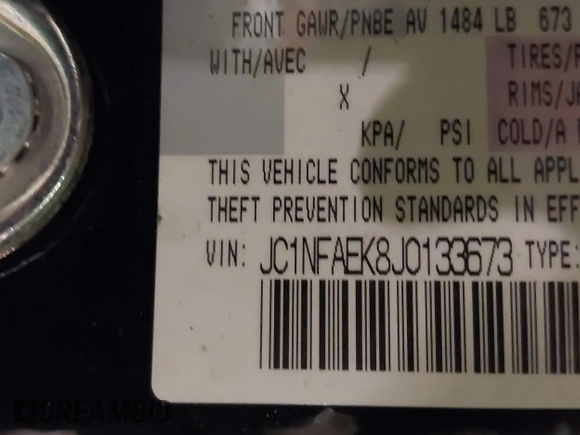 FRONT GAWR/PNBE AV 1484 LB 673
WITH/AVEC / TIRES/P
X RIMS/JA
KPA/ PSI COLD/A
THIS VEHICLE CONFORMS TO ALL APPL
THEFT PREVENTION STANDARDS IN EFF
VIN: JC1NFAEK8J0133673 TYPE:
DREAMBID